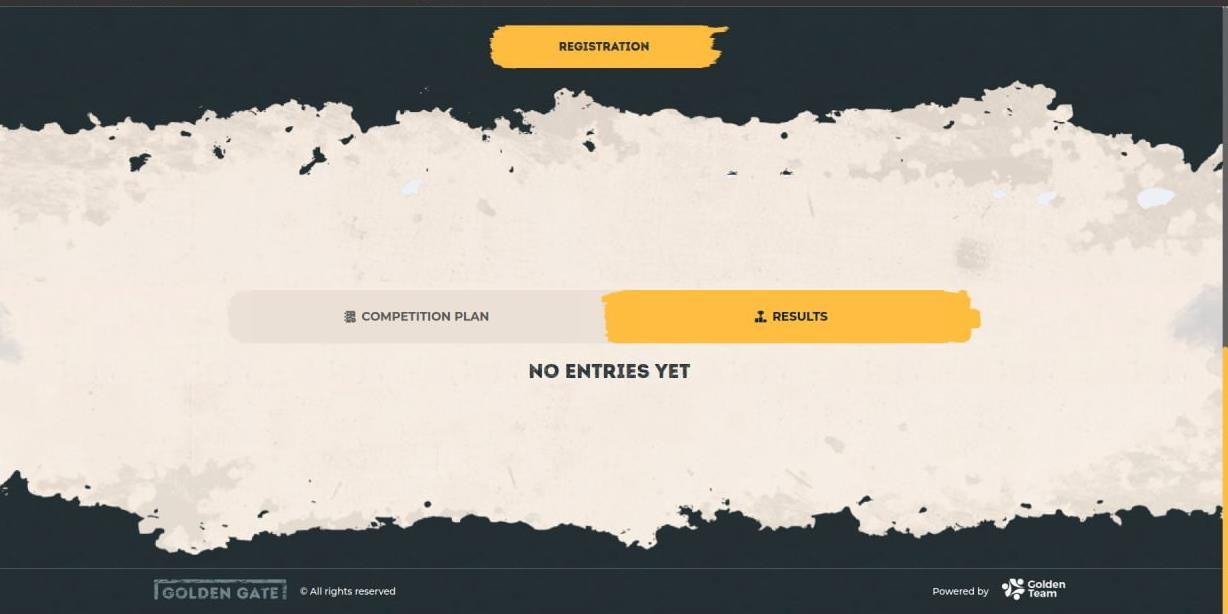 REGISTRATION
COMPETITION PLAN
RESULTS
NO ENTRIES YET
GOLDEN GATE
© All rights reserved
Powered by
Golden
Team